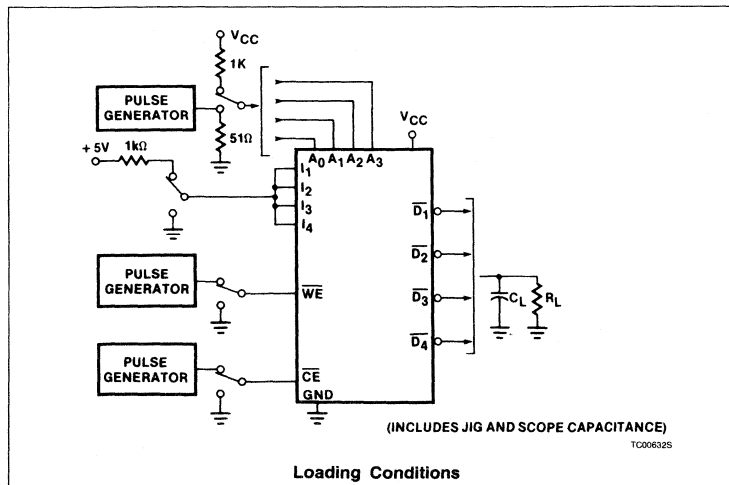 VCC
1K
PULSE
GENERATOR
51Ω
+5V
1kΩ
VCC
A0 A1 A2 A3
I1
I2
I3
I4
D1
D2
D3
D4
CL
RL
PULSE
GENERATOR
WE
PULSE
GENERATOR
CE
GND
(INCLUDES JIG AND SCOPE CAPACITANCE)
TC00632S
Loading Conditions